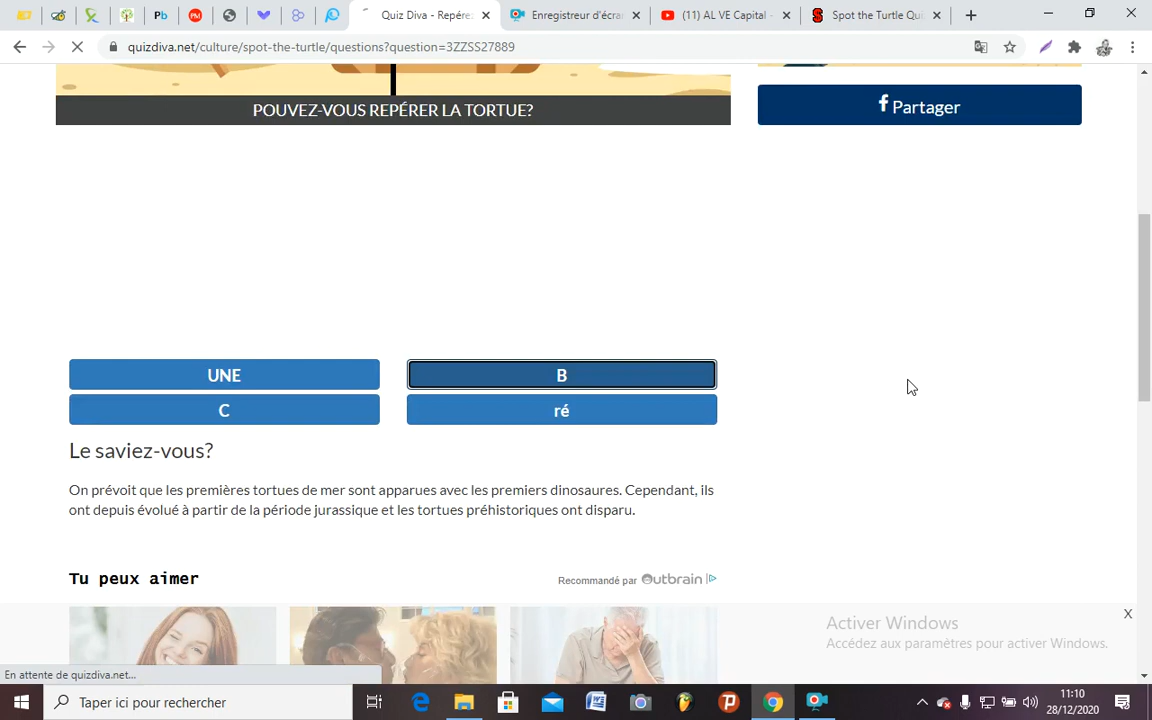 Quiz Diva - Repére
Enregistreur d'écra
(11) AL VE Capital -
Spot the Turtle Qui
quizdiva.net/culture/spot-the-turtle/questions?question=3ZZSS27889
POUVEZ-VOUS REPÉRER LA TORTUE?
Partager
UNE
B
C
ré
Le saviez-vous?
On prévoit que les premières tortues de mer sont apparues avec les premiers dinosaures. Cependant, ils
ont depuis évolué à partir de la période jurassique et les tortues préhistoriques ont disparu.
Tu peux aimer
Recommandé par Outbrain
Activer Windows
Accédez aux paramètres pour activer Windows.
X
En attente de quizdiva.net...
Taper ici pour rechercher
11:10
28/12/2020